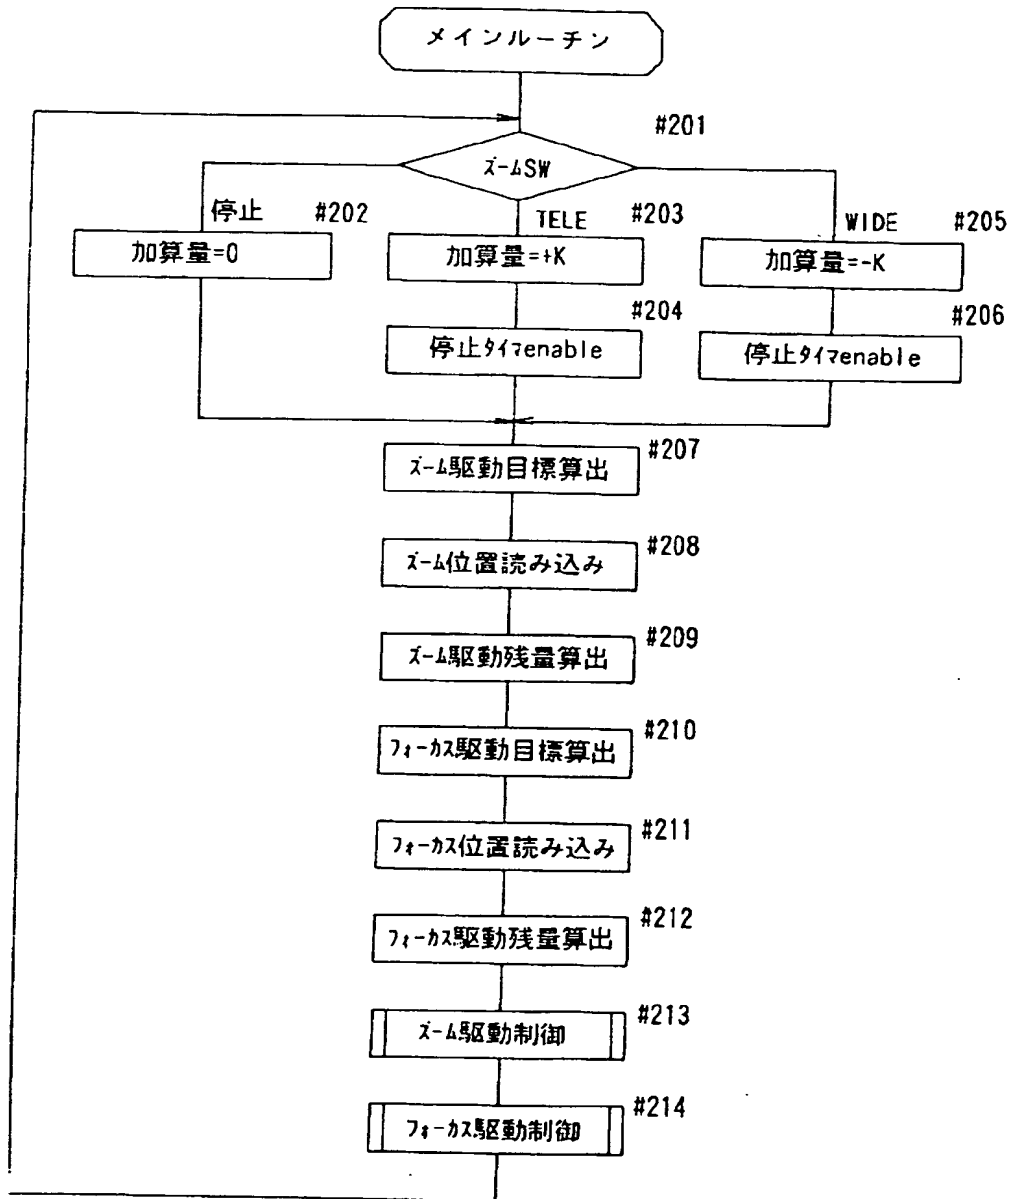 メインルーチン
#201
ズームSW
停止 #202
TELE #203
WIDE #205
加算量=0
加算量=+K
加算量=-K
#204
#206
停止タイマenable
停止タイマenable
#207
ズーム駆動目標算出
#208
ズーム位置読み込み
#209
ズーム駆動残量算出
#210
フォーカス駆動目標算出
#211
フォーカス位置読み込み
#212
フォーカス駆動残量算出
#213
ズーム駆動制御
#214
フォーカス駆動制御